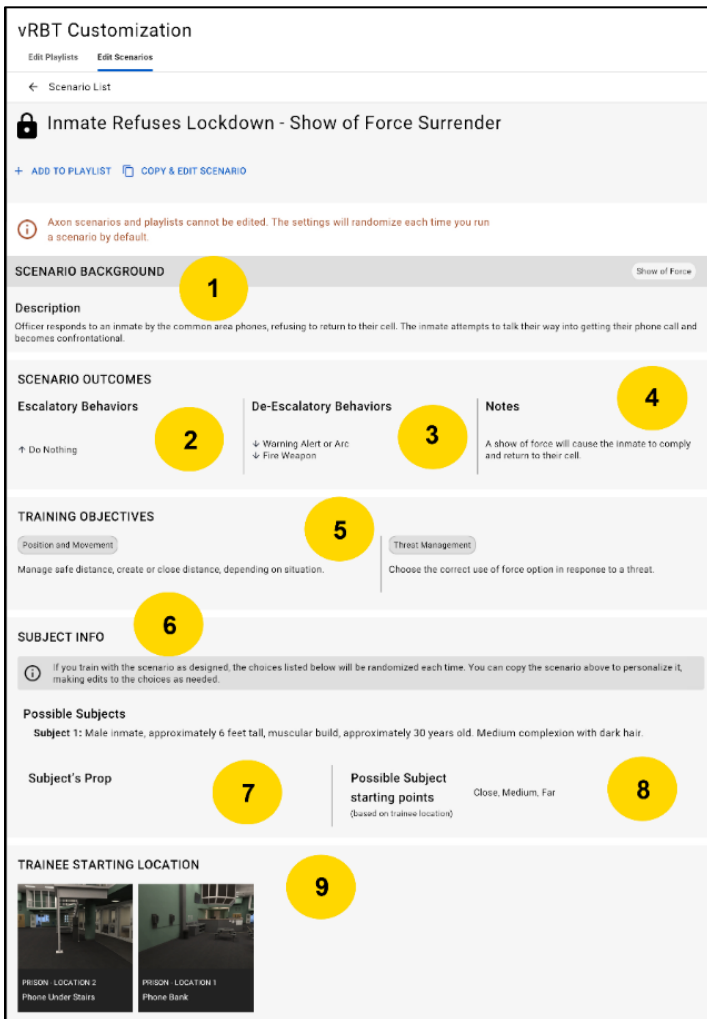 vRBT Customization
Edit Playlists Edit Scenarios
← Scenario List
Inmate Refuses Lockdown - Show of Force Surrender
+ ADD TO PLAYLIST COPY & EDIT SCENARIO
Axon scenarios and playlists cannot be edited. The settings will randomize each time you run
a scenario by default.
SCENARIO BACKGROUND
1
Show of Force
Description
Officer responds to an inmate by the common area phones, refusing to return to their cell. The inmate attempts to talk their way into getting their phone call and
becomes confrontational.
SCENARIO OUTCOMES
Escalatory Behaviors
2
↑ Do Nothing
De-Escalatory Behaviors
3
↓ Warning Alert or Arc
↓ Fire Weapon
Notes
4
A show of force will cause the inmate to comply
and return to their cell.
TRAINING OBJECTIVES
5
Position and Movement
Manage safe distance, create or close distance, depending on situation.
Threat Management
Choose the correct use of force option in response to a threat.
6
SUBJECT INFO
If you train with the scenario as designed, the choices listed below will be randomized each time. You can copy the scenario above to personalize it,
making edits to the choices as needed.
Possible Subjects
Subject 1: Male inmate, approximately 6 feet tall, muscular build, approximately 30 years old. Medium complexion with dark hair.
Subject's Prop
7
Possible Subject
starting points
(based on trainee location)
Close, Medium, Far
8
TRAINEE STARTING LOCATION
9
PRISON - LOCATION 2
Phone Under Stairs
PRISON - LOCATION 1
Phone Bank